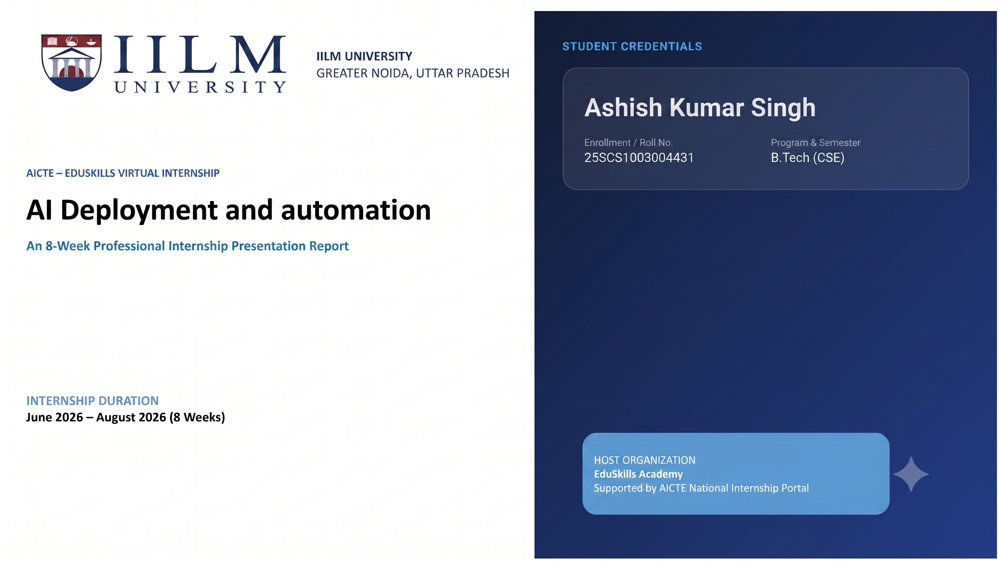 IILM
UNIVERSITY
IILM UNIVERSITY
GREATER NOIDA, UTTAR PRADESH
AICTE – EDUSKILLS VIRTUAL INTERNSHIP
AI Deployment and automation
An 8-Week Professional Internship Presentation Report
INTERNSHIP DURATION
June 2026 – August 2026 (8 Weeks)
STUDENT CREDENTIALS
Ashish Kumar Singh
Enrollment / Roll No.
25SCS1003004431
Program & Semester
B.Tech (CSE)
HOST ORGANIZATION
EduSkills Academy
Supported by AICTE National Internship Portal